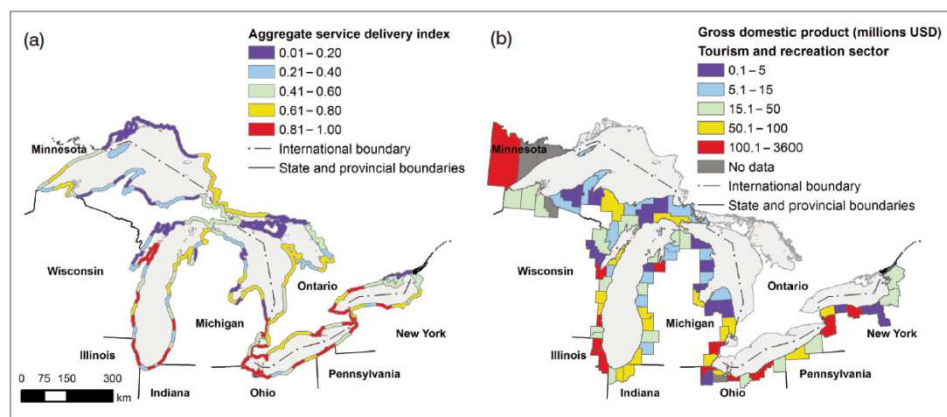 (a)
Aggregate service delivery index
0.01 – 0.20
0.21 – 0.40
0.41 – 0.60
0.61 – 0.80
0.81 – 1.00
International boundary
State and provincial boundaries
Minnesota
Wisconsin
Ontario
Michigan
New York
Illinois
Pennsylvania
Indiana
Ohio
0 75 150 300
km
(b)
Gross domestic product (millions USD)
Tourism and recreation sector
0.1 – 5
5.1 – 15
15.1 – 50
50.1 – 100
100.1 – 3600
No data
International boundary
State and provincial boundaries
Minnesota
Wisconsin
Ontario
Michigan
New York
Illinois
Pennsylvania
Indiana
Ohio